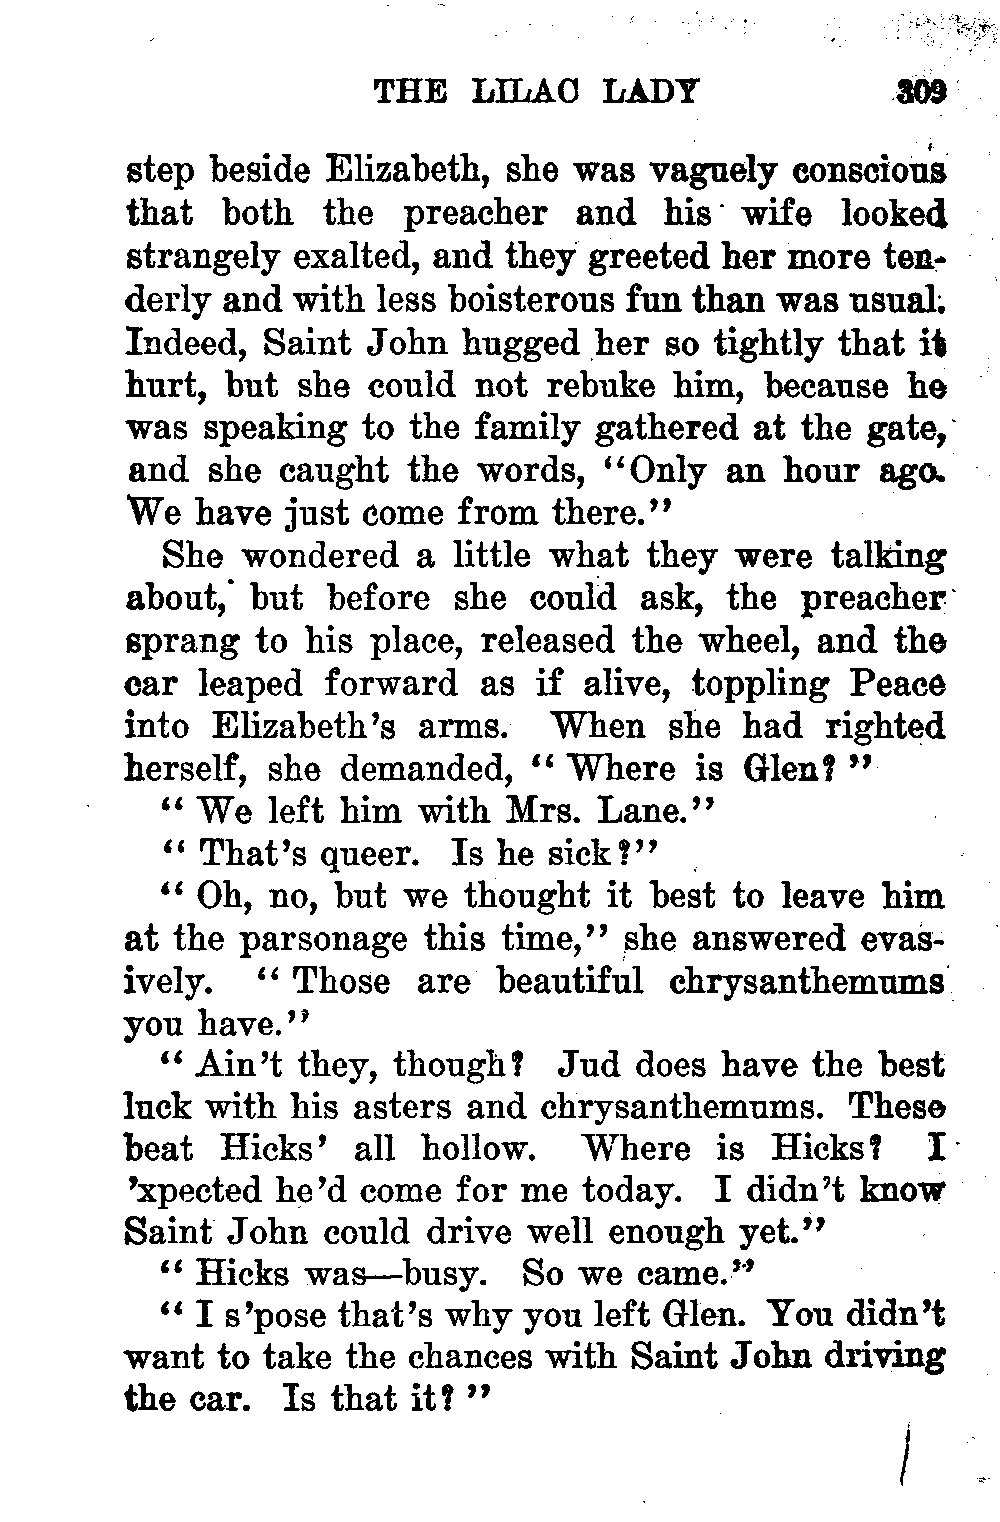 THE LILAC LADY 309
step beside Elizabeth, she was vaguely conscious
that both the preacher and his wife looked
strangely exalted, and they greeted her more ten-
derly and with less boisterous fun than was usual.
Indeed, Saint John hugged her so tightly that it
hurt, but she could not rebuke him, because he
was speaking to the family gathered at the gate,
and she caught the words, "Only an hour ago.
We have just come from there."
She wondered a little what they were talking
about, but before she could ask, the preacher
sprang to his place, released the wheel, and the
car leaped forward as if alive, toppling Peace
into Elizabeth's arms. When she had righted
herself, she demanded, "Where is Glen?"
"We left him with Mrs. Lane."
"That's queer. Is he sick?"
"Oh, no, but we thought it best to leave him
at the parsonage this time," she answered evas-
ively. "Those are beautiful chrysanthemums
you have."
"Ain't they, though? Jud does have the best
luck with his asters and chrysanthemums. These
beat Hicks' all hollow. Where is Hicks? I
'xpected he'd come for me today. I didn't know
Saint John could drive well enough yet."
"Hicks was—busy. So we came."
"I s'pose that's why you left Glen. You didn't
want to take the chances with Saint John driving
the car. Is that it?"